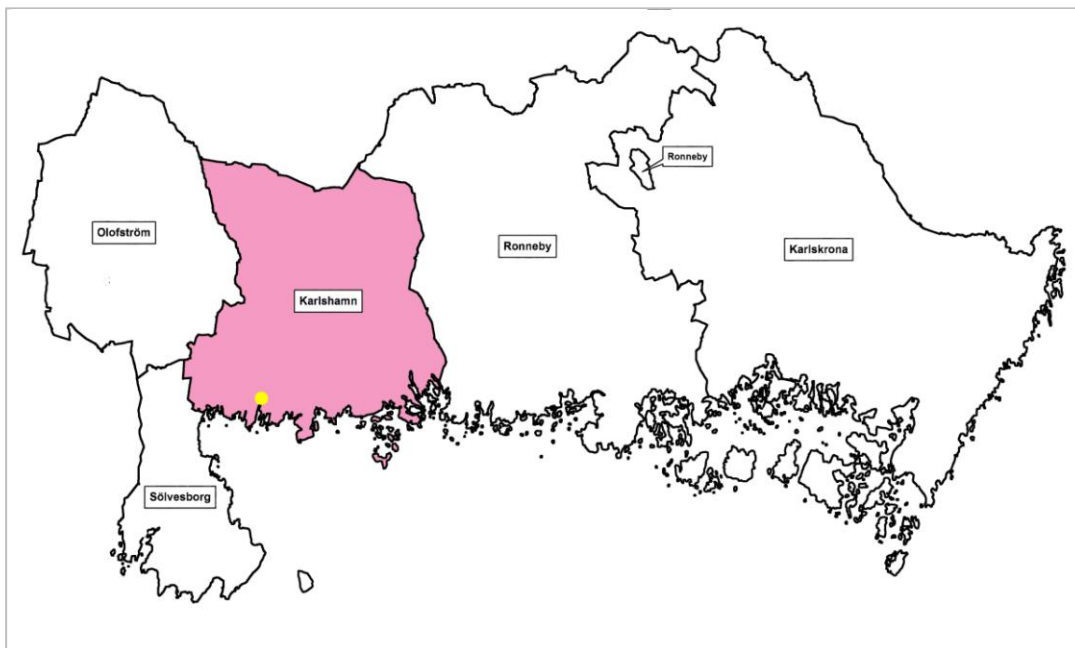 Ronneby
Olofström
Ronneby
Karlskrona
Karlshamn
Sölvesborg